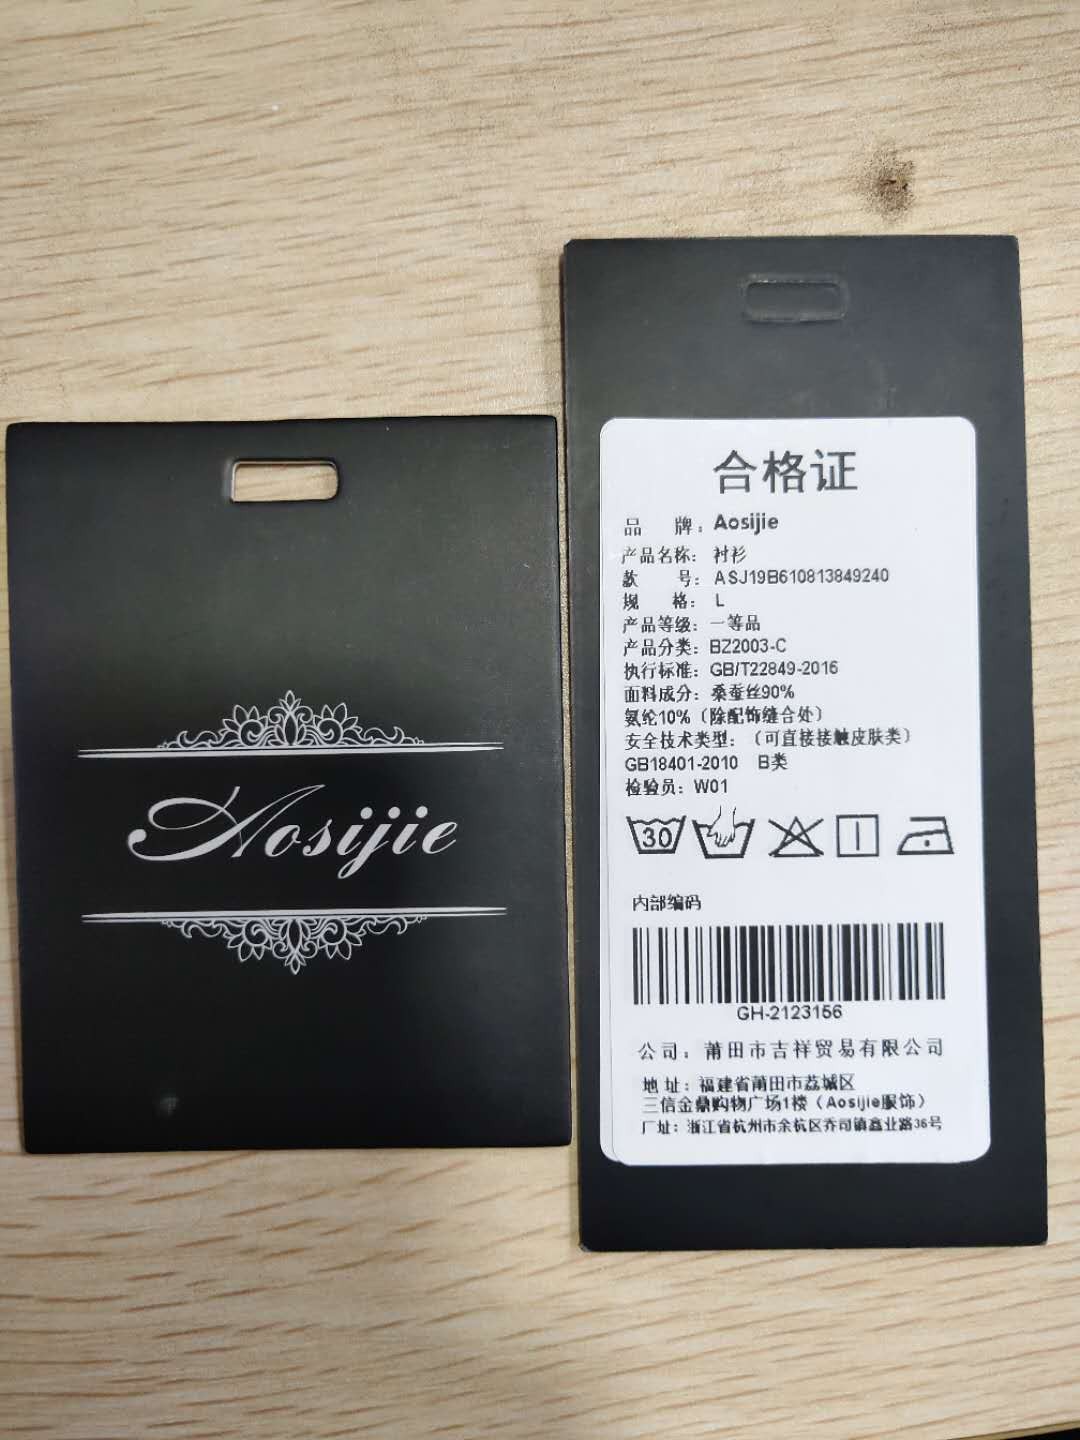 Aosijie
合格证
品 牌：Aosijie
产品名称：衬衫
款 号：ASJ19B610813849240
规 格：L
产品等级：一等品
产品分类：BZ2003-C
执行标准：GB/T22849-2016
面料成分：桑蚕丝90%
氨纶10%（除配饰缝合处）
安全技术类型：（可直接接触皮肤类）
GB18401-2010 B类
检验员：W01
30
内部编码
GH-2123156
公司：莆田市吉祥贸易有限公司
地址：福建省莆田市荔城区
三信金鼎购物广场1楼（Aosijie服饰）
厂址：浙江省杭州市余杭区乔司镇鑫业路36号